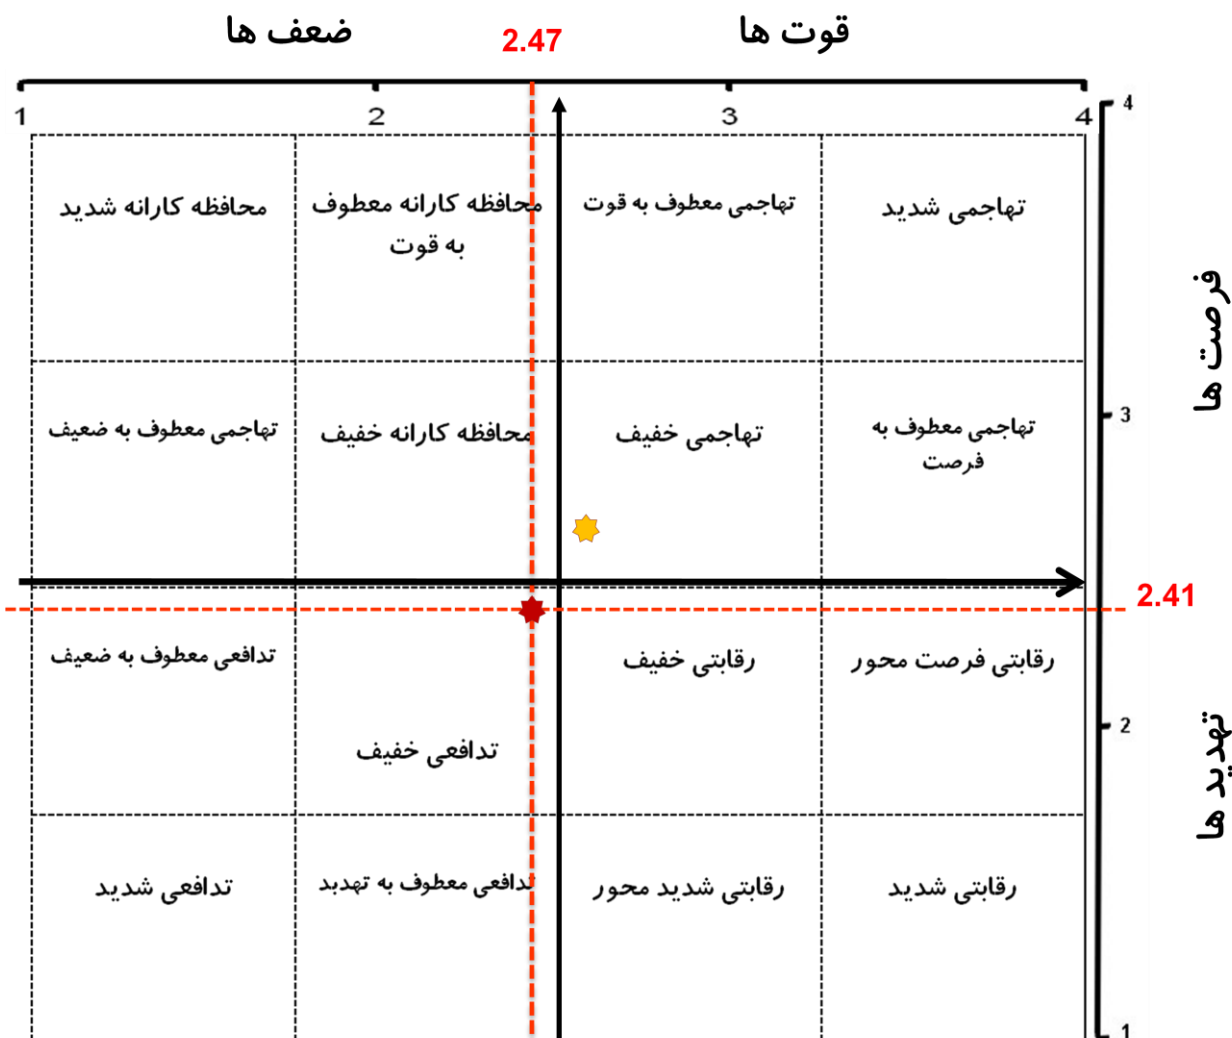 قوت ها
2.47
ضعف ها
1
2
3
4
4
محافظه کارانه شدید
محافظه کارانه معطوف
به قوت
تهاجمی معطوف به قوت
تهاجمی شدید
فرصت ها
3
تهاجمی معطوف به ضعیف
محافظه کارانه خفیف
تهاجمی خفیف
تهاجمی معطوف به
فرصت
2.41
تدافعی معطوف به ضعیف
تدافعی خفیف
رقابتی خفیف
رقابتی فرصت محور
2
تهدید ها
تدافعی شدید
تدافعی معطوف به تهدبد
رقابتی شدید محور
رقابتی شدید
1